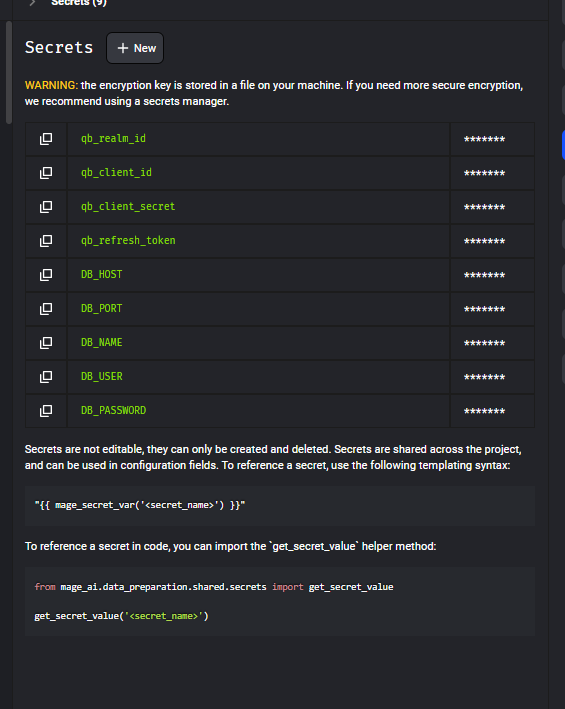 Secrets (9)
Secrets
+ New
WARNING: the encryption key is stored in a file on your machine. If you need more secure encryption,
we recommend using a secrets manager.
qb_realm_id *******
qb_client_id *******
qb_client_secret *******
qb_refresh_token *******
DB_HOST *******
DB_PORT *******
DB_NAME *******
DB_USER *******
DB_PASSWORD *******
Secrets are not editable, they can only be created and deleted. Secrets are shared across the project,
and can be used in configuration fields. To reference a secret, use the following templating syntax:
"{{ mage_secret_var('<secret_name>') }}"
To reference a secret in code, you can import the `get_secret_value` helper method:
from mage_ai.data_preparation.shared.secrets import get_secret_value
get_secret_value('<secret_name>')